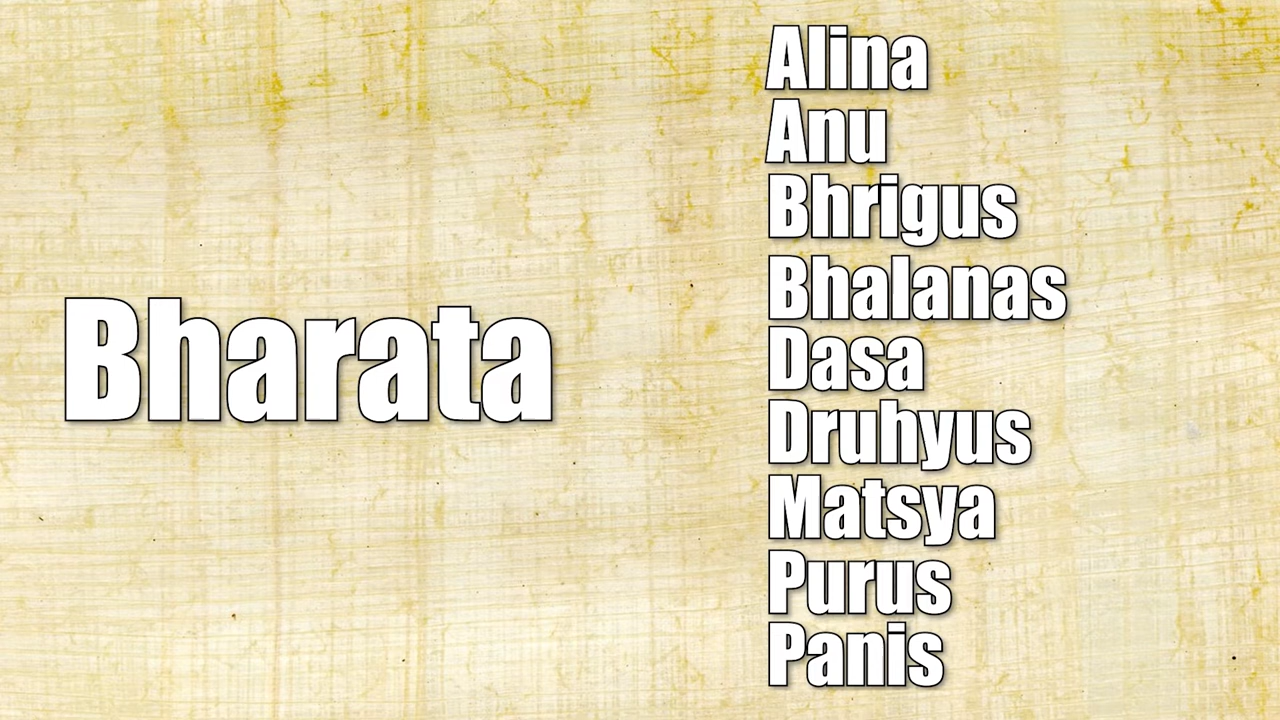 Bharata
Alina
Anu
Bhrigus
Bhalanas
Dasa
Druhyus
Matsya
Purus
Panis